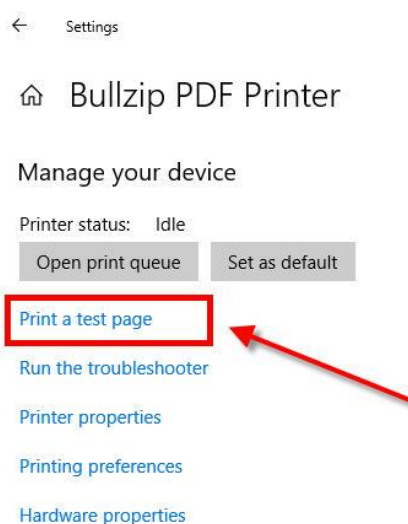 Settings
Bullzip PDF Printer
Manage your device
Printer status: Idle
Open print queue Set as default
Print a test page
Run the troubleshooter
Printer properties
Printing preferences
Hardware properties